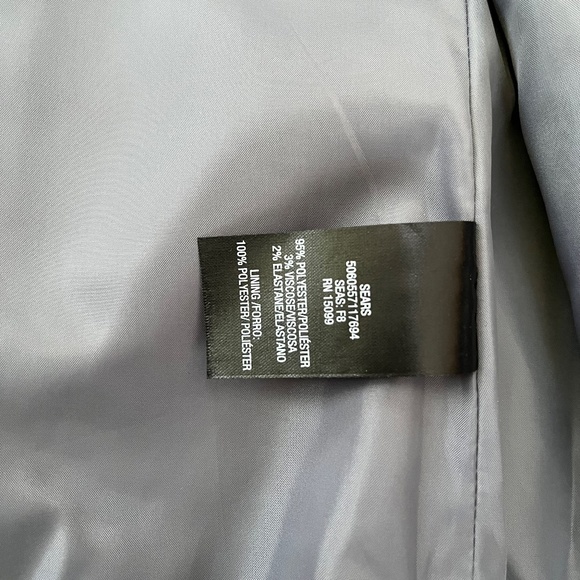 SEARS
5060557117694
SEAS: F8
RN 15099
95% POLYESTER/POLIÉSTER
3% VISCOSE/VISCOSA
2% ELASTANE/ELASTANO
LINING /FORRO:
100% POLYESTER/ POLIÉSTER